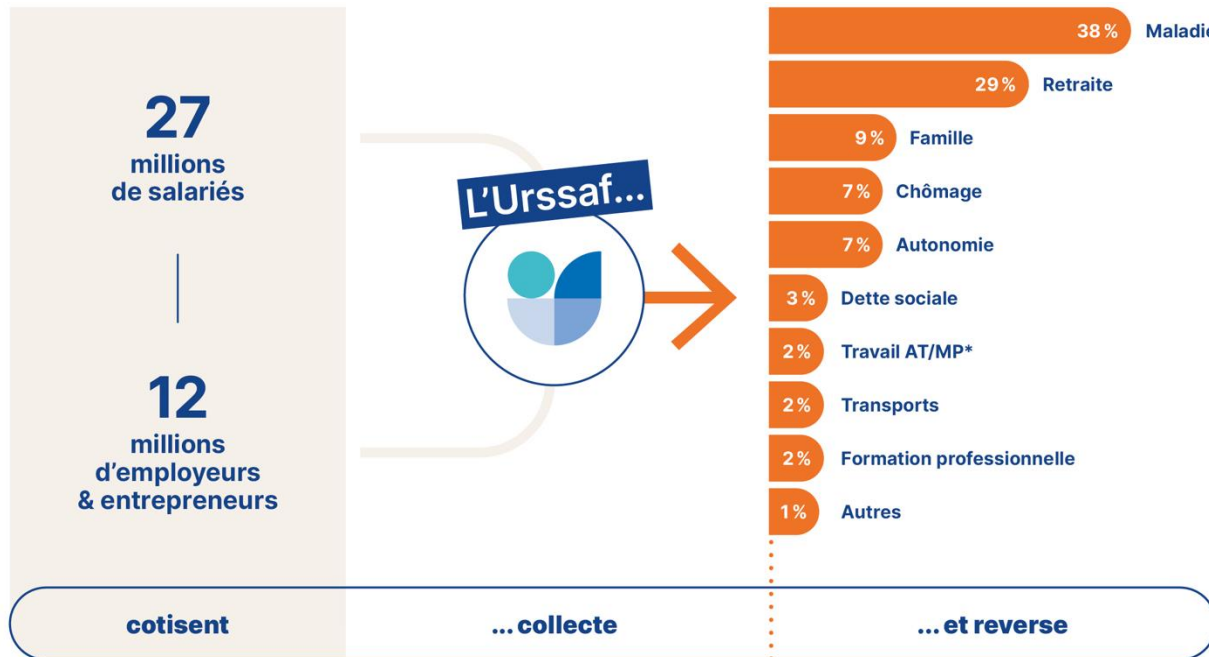 27
millions
de salariés
12
millions
d'employeurs
& entrepreneurs
cotisent
L'Urssaf...
... collecte
38 % Maladie
29 % Retraite
9 % Famille
7 % Chômage
7 % Autonomie
3 % Dette sociale
2 % Travail AT/MP*
2 % Transports
2 % Formation professionnelle
1 % Autres
... et reverse